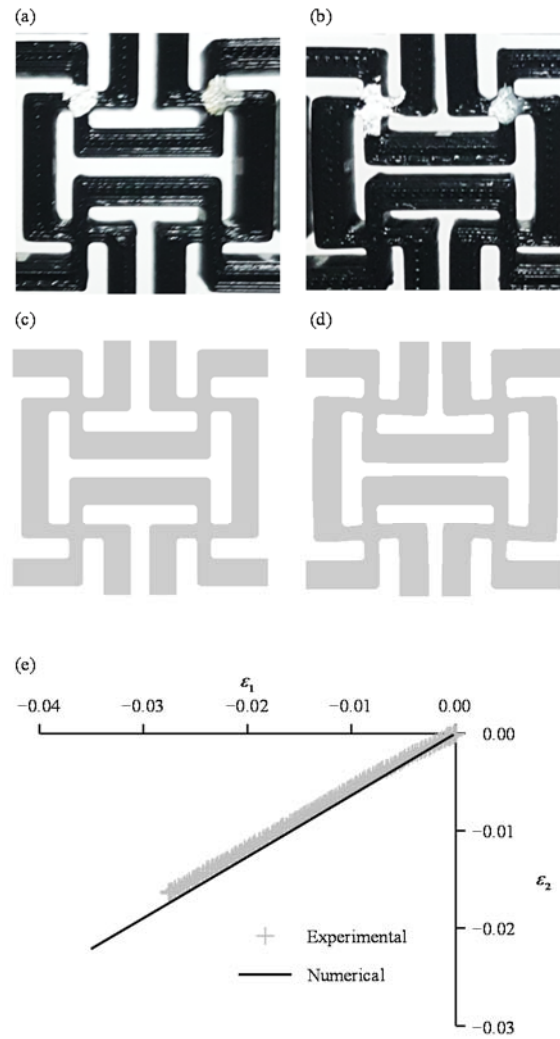 (a) (b)
(c) (d)
(e)
ε₁
−0.04 −0.03 −0.02 −0.01 0.00
0.00
−0.01
ε₂
Experimental
−0.02
Numerical
−0.03